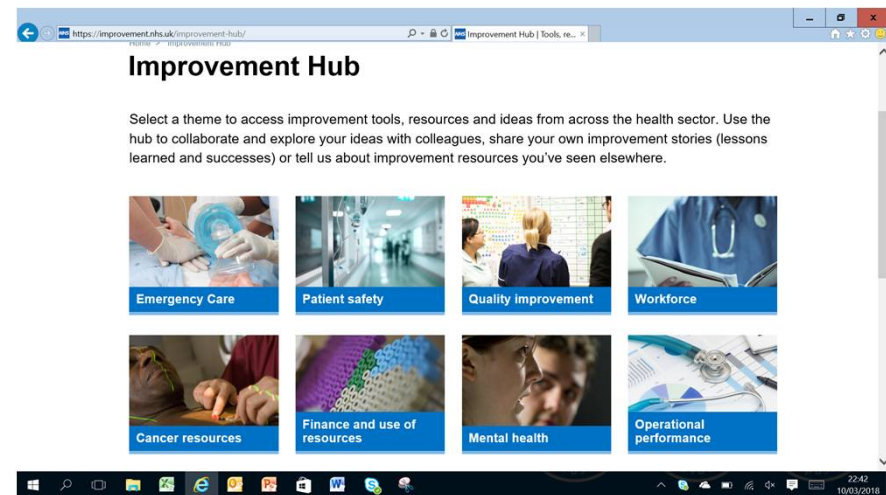 https://improvement.nhs.uk/improvement-hub/
NHS Improvement Hub | Tools, re...
Home > Improvement Hub
Improvement Hub
Select a theme to access improvement tools, resources and ideas from across the health sector. Use the
hub to collaborate and explore your ideas with colleagues, share your own improvement stories (lessons
learned and successes) or tell us about improvement resources you've seen elsewhere.
Emergency Care
Patient safety
Quality improvement
Workforce
Cancer resources
Finance and use of
resources
Mental health
Operational
performance
22:42
10/03/2018